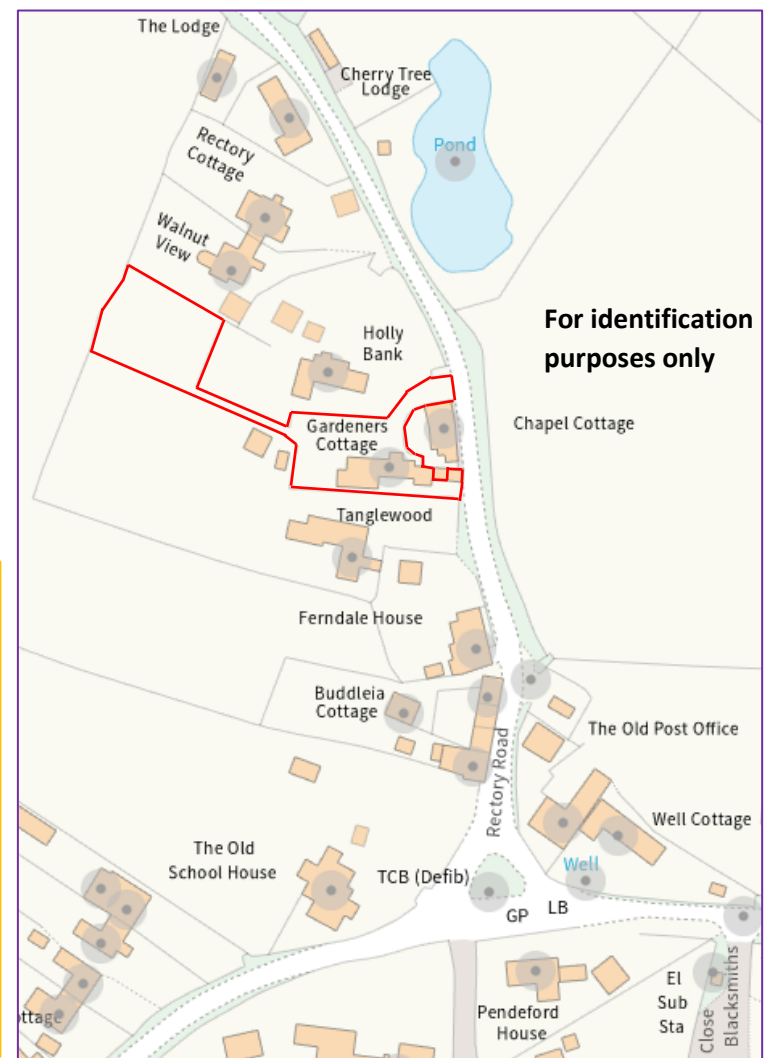 The Lodge
Cherry Tree
Lodge
Pond
Rectory
Cottage
Walnut
View
For identification
purposes only
Holly
Bank
Gardeners
Cottage
Chapel Cottage
Tanglewood
Ferndale House
Buddleia
Cottage
The Old Post Office
Rectory Road
Well Cottage
The Old
School House
Well
TCB (Defib)
GP
LB
El
Sub
Sta
Pendeford
House
Close
Blacksmiths
ottage